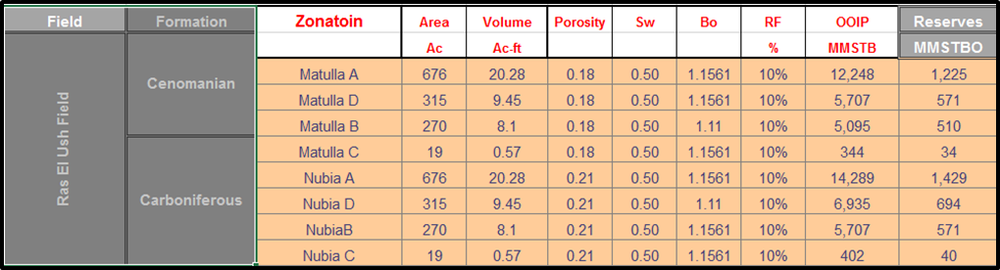 Field Formation Zonatoin Area Volume Porosity Sw Bo RF OOIP Reserves
Ac Ac-ft % MMSTB MMSTBO
Ras El Ush Field
Cenomanian
Matulla A 676 20.28 0.18 0.50 1.1561 10% 12,248 1,225
Matulla D 315 9.45 0.18 0.50 1.1561 10% 5,707 571
Matulla B 270 8.1 0.18 0.50 1.11 10% 5,095 510
Matulla C 19 0.57 0.18 0.50 1.1561 10% 344 34
Carboniferous
Nubia A 676 20.28 0.21 0.50 1.1561 10% 14,289 1,429
Nubia D 315 9.45 0.21 0.50 1.11 10% 6,935 694
NubiaB 270 8.1 0.21 0.50 1.1561 10% 5,707 571
Nubia C 19 0.57 0.21 0.50 1.1561 10% 402 40